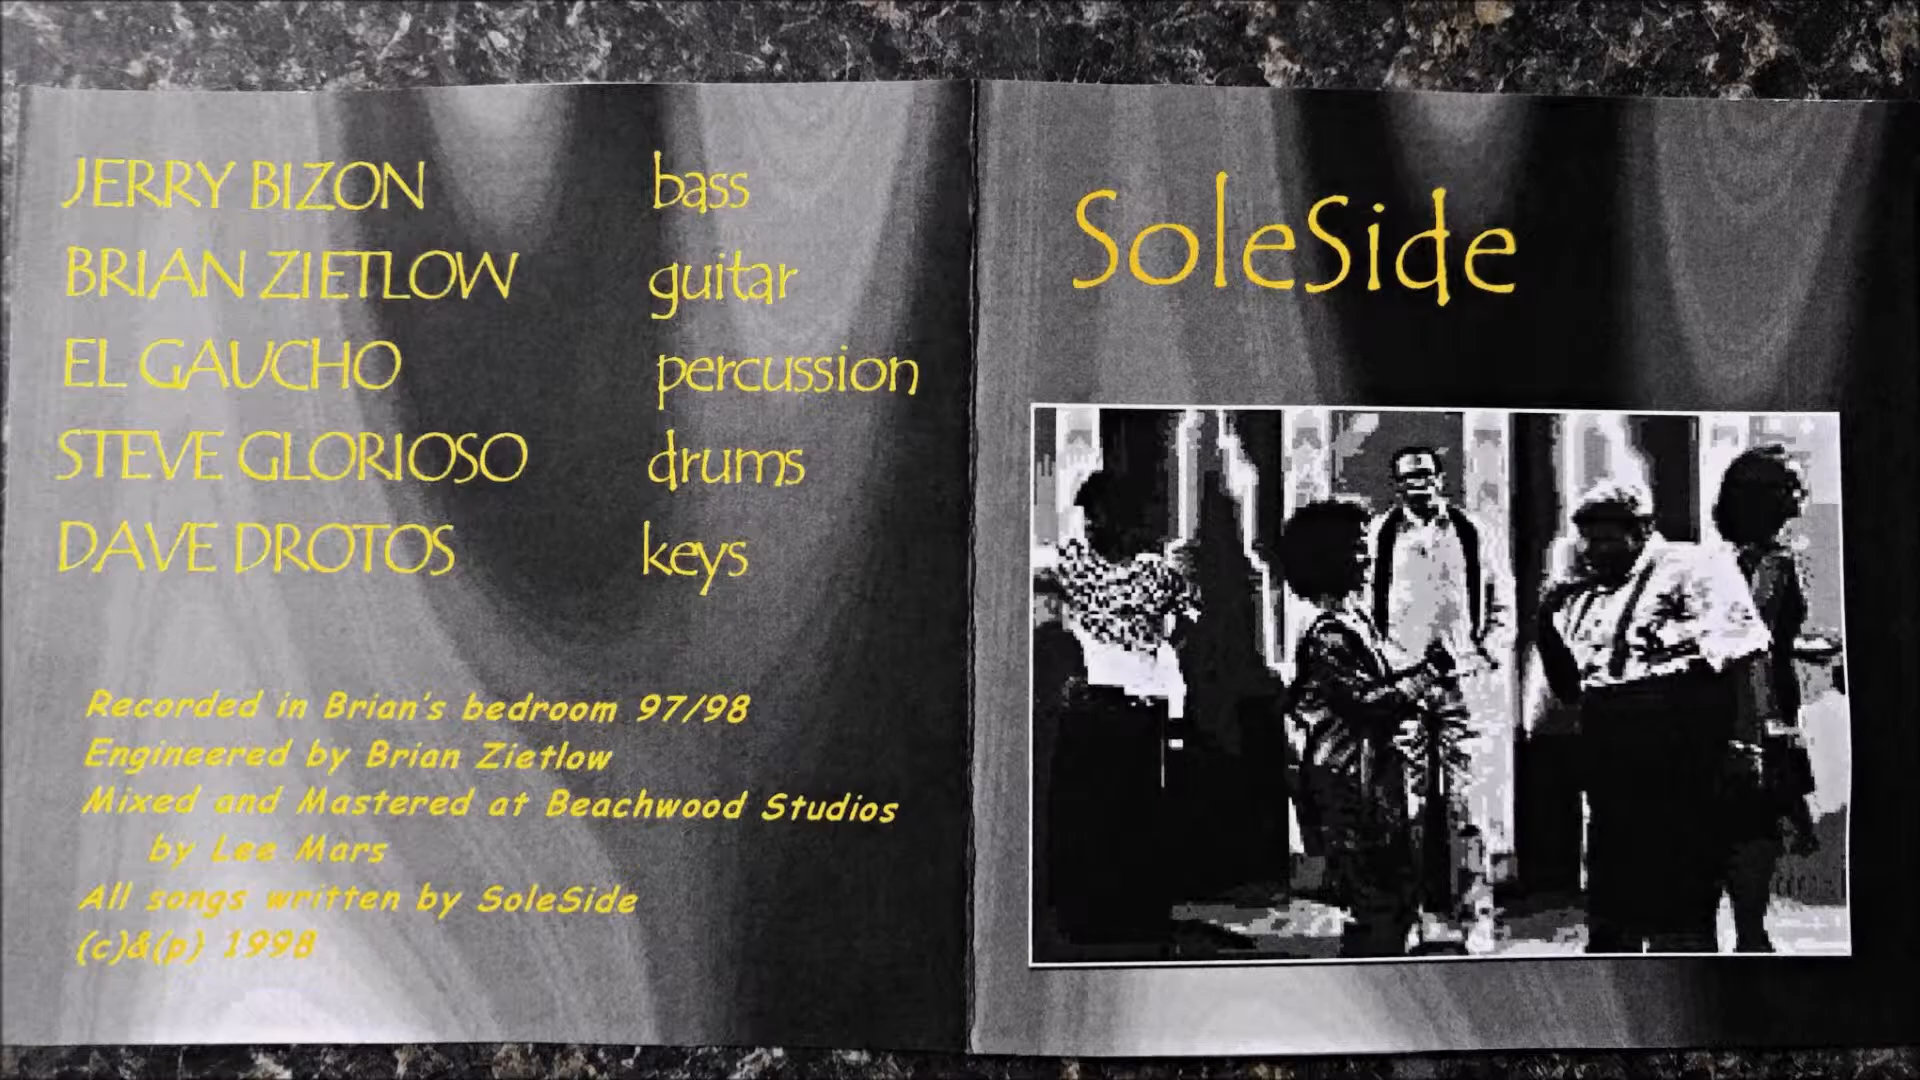 JERRY BIZON bass
BRIAN ZIETLOW guitar
EL GAUCHO percussion
STEVE GLORIOSO drums
DAVE DROTOS keys
Recorded in Brian's bedroom 97/98
Engineered by Brian Zietlow
Mixed and Mastered at Beachwood Studios
by Lee Mars
All songs written by SoleSide
(c)&(p) 1998
SoleSide